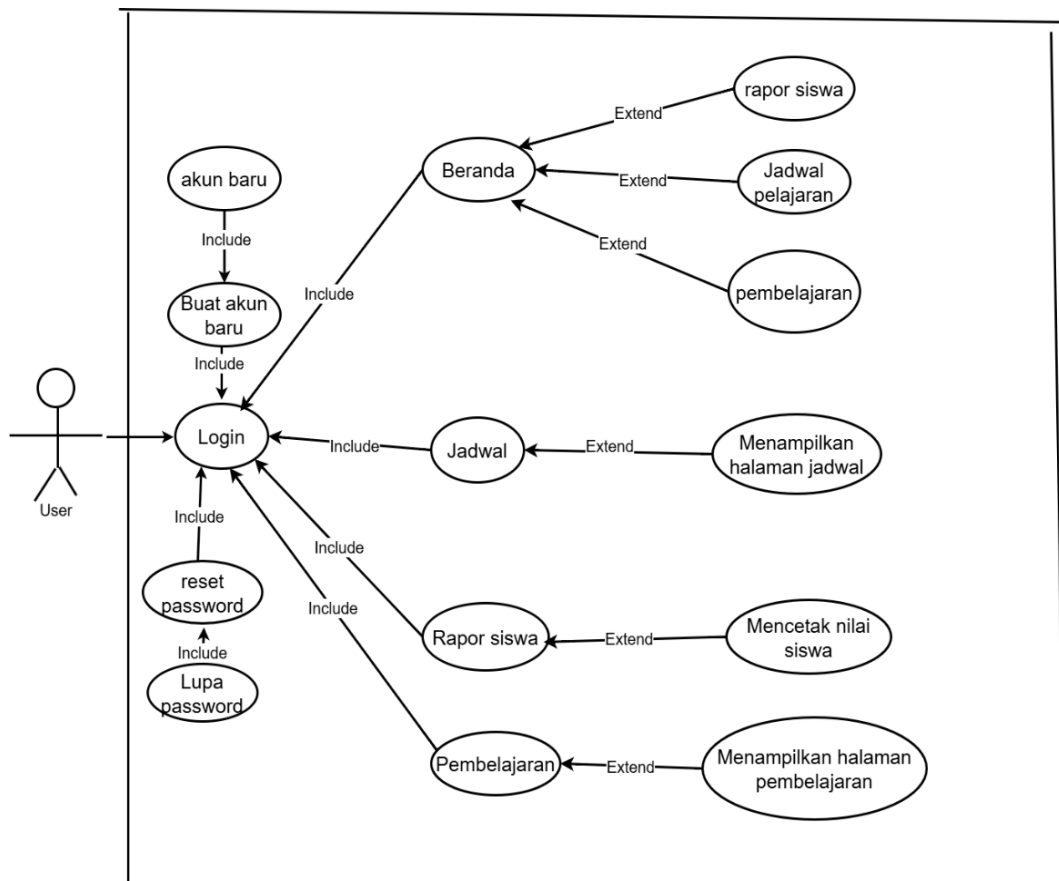 rapor siswa
Extend
Beranda
Extend
Jadwal
pelajaran
akun baru
Include
Extend
pembelajaran
Include
Buat akun
baru
Include
Login
Include
Jadwal
Extend
Menampilkan
halaman jadwal
User
Include
Include
reset
password
Include
Include
Rapor siswa
Extend
Mencetak nilai
siswa
Lupa
password
Pembelajaran
Extend
Menampilkan halaman
pembelajaran